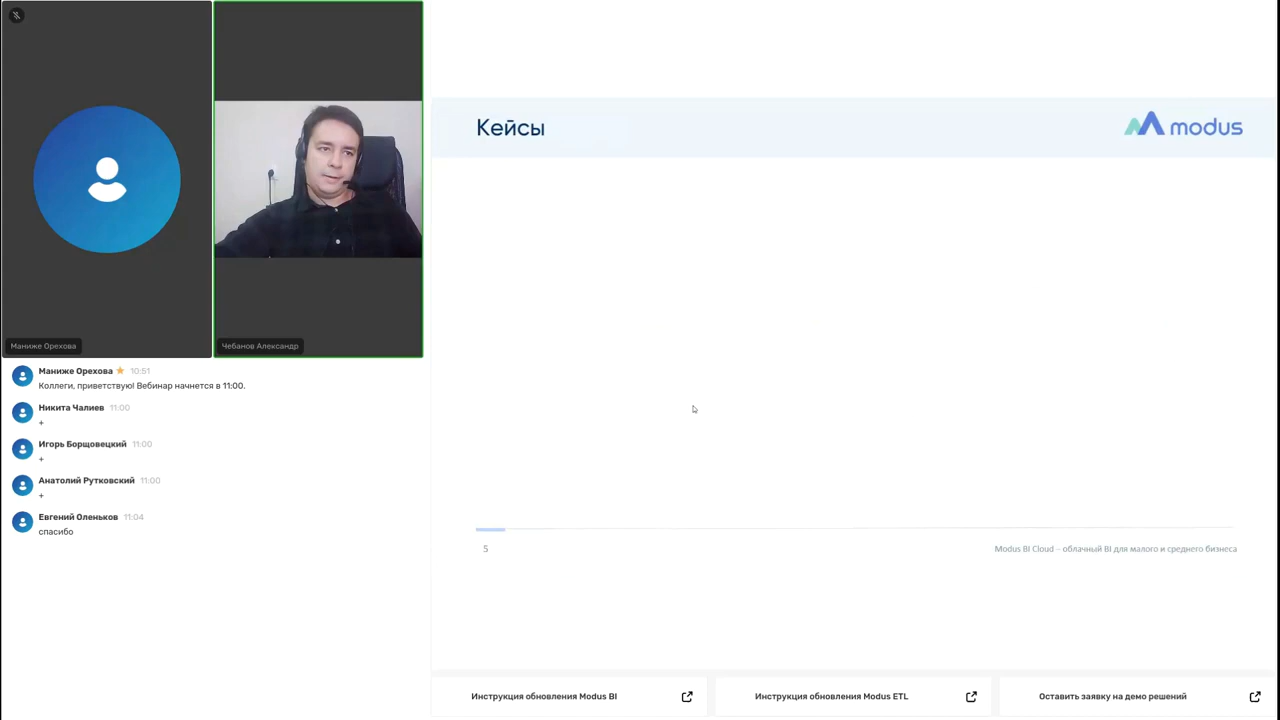 Маниже Орехова
Чебанов Александр
Маниже Орехова 10:51
Коллеги, приветствую! Вебинар начнется в 11:00.
Никита Чалиев 11:00
+
Игорь Борщовецкий 11:00
+
Анатолий Рутковский 11:00
+
Евгений Оленьков 11:04
спасибо
Кейсы
modus
5
Modus BI Cloud – облачный BI для малого и среднего бизнеса
Инструкция обновления Modus BI
Инструкция обновления Modus ETL
Оставить заявку на демо решений